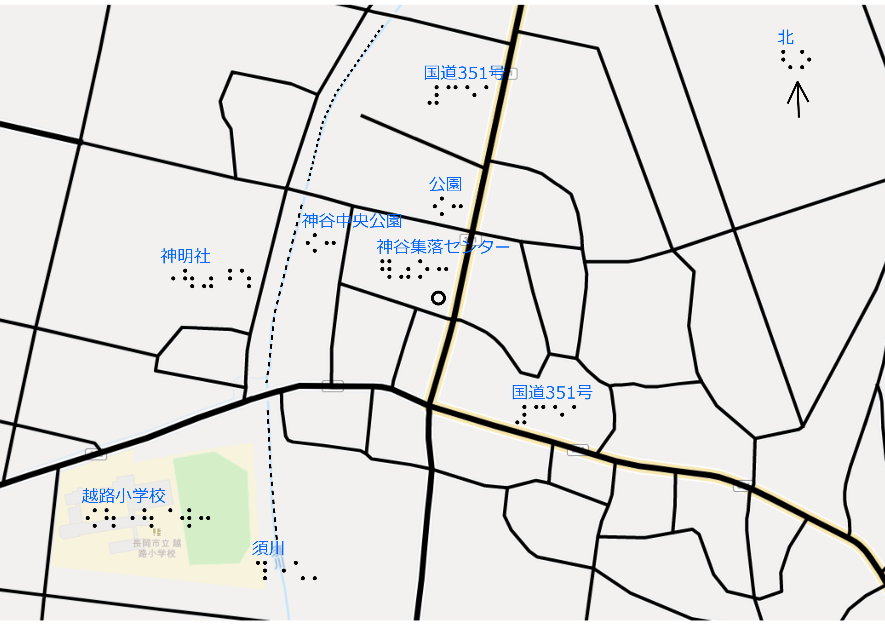 北
国道351号
公園
神谷中央公園
神谷集落センター
神明社
国道351号
越路小学校
長岡市立 越
路小学校
須川